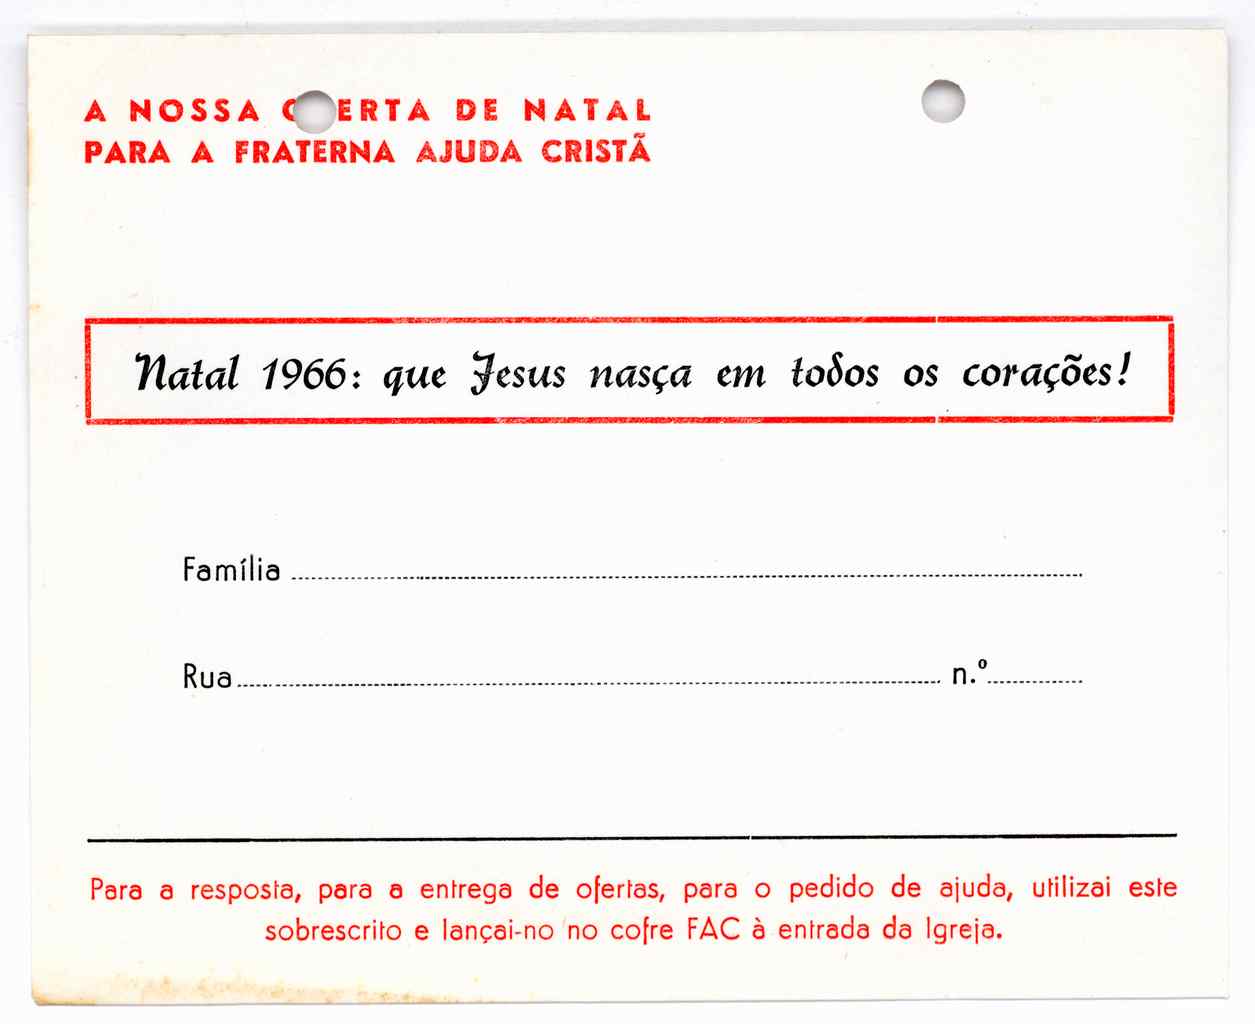 A NOSSA ERTA DE NATAL
PARA A FRATERNA AJUDA CRISTÃ
Natal 1966: que Jesus nasça em todos os corações!
Família
Rua n.º
Para a resposta, para a entrega de ofertas, para o pedido de ajuda, utilizai este
sobrescrito e lançai-no no cofre FAC à entrada da Igreja.